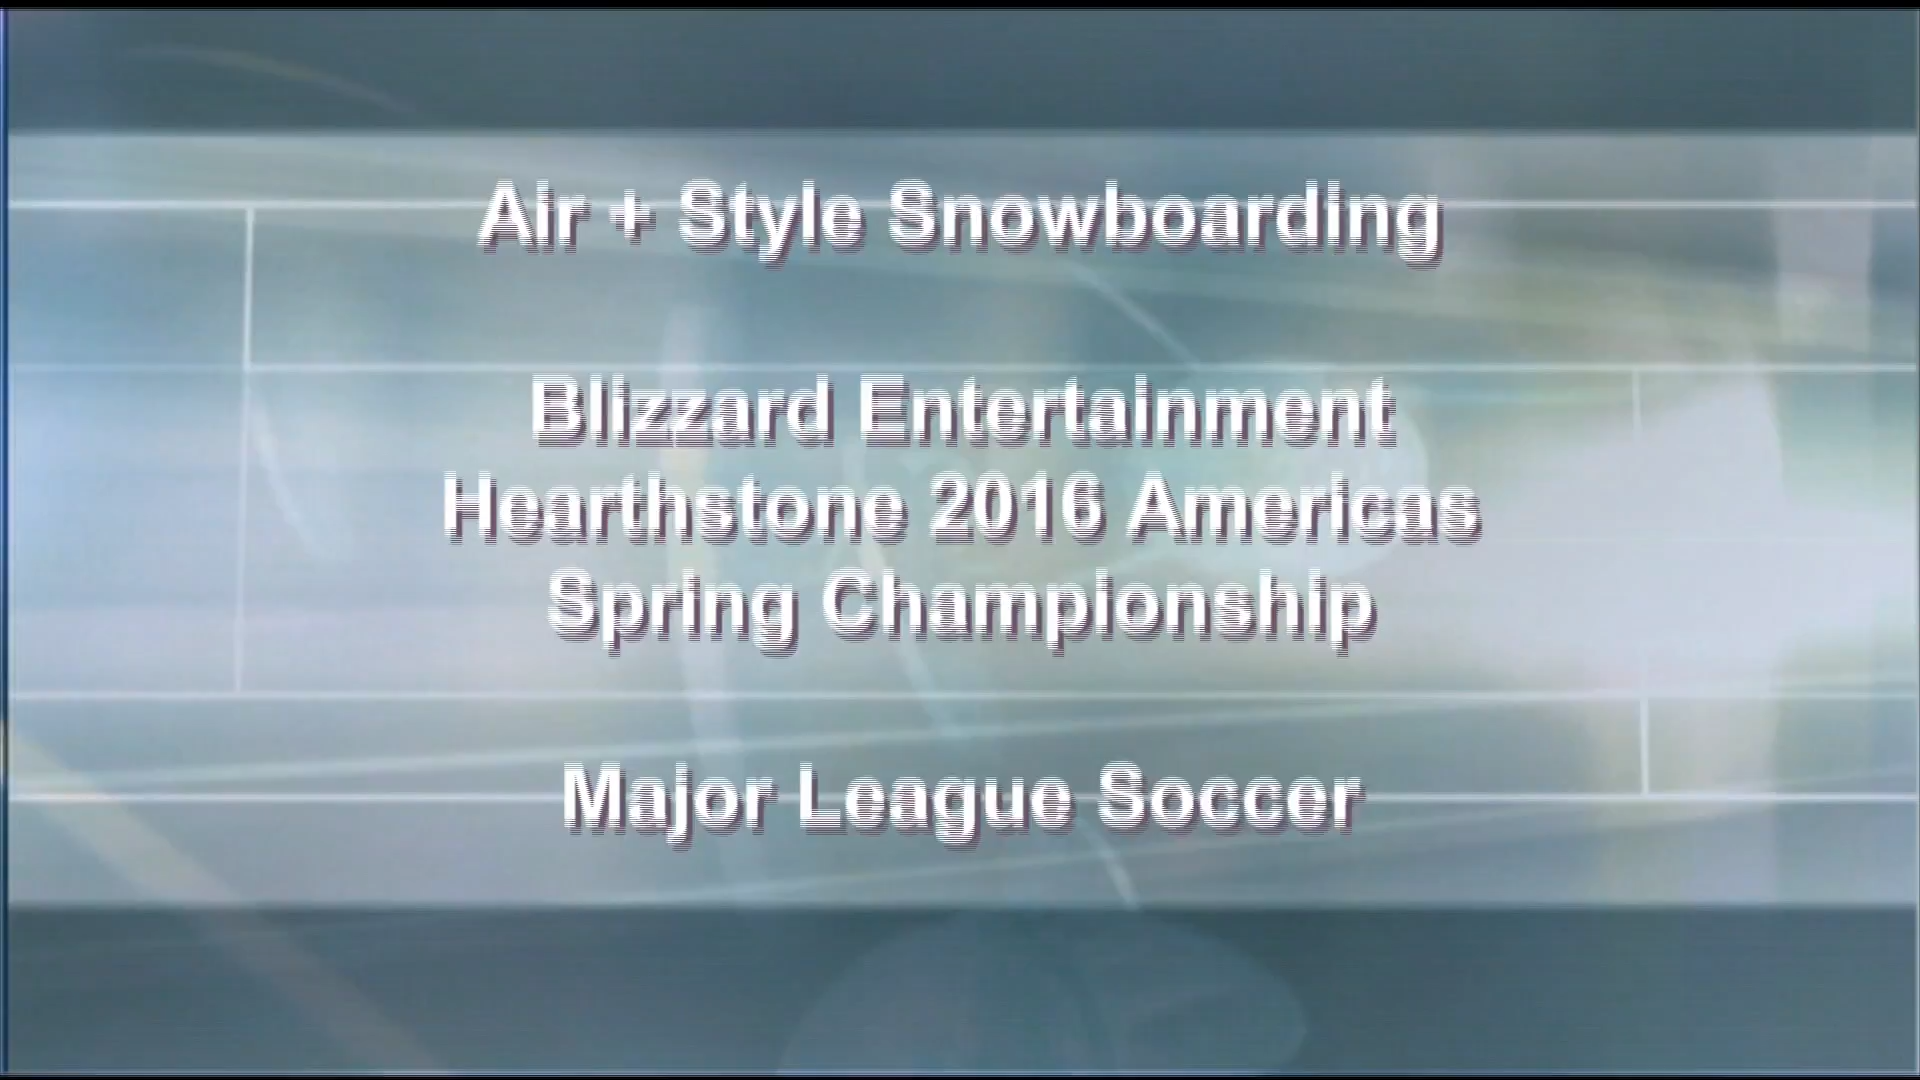 Air + Style Snowboarding
Blizzard Entertainment
Hearthstone 2016 Americas
Spring Championship
Major League Soccer